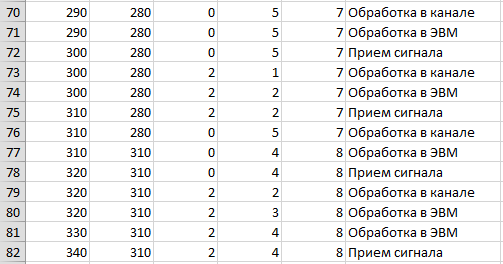 70 290 280 0 5 7 Обработка в канале
71 290 280 0 5 7 Обработка в ЭВМ
72 300 280 0 5 7 Прием сигнала
73 300 280 2 1 7 Обработка в канале
74 300 280 2 2 7 Обработка в ЭВМ
75 310 280 2 2 7 Прием сигнала
76 310 280 0 5 7 Обработка в канале
77 310 310 0 4 8 Обработка в ЭВМ
78 320 310 0 4 8 Прием сигнала
79 320 310 2 2 8 Обработка в канале
80 320 310 2 3 8 Обработка в ЭВМ
81 330 310 2 4 8 Обработка в ЭВМ
82 340 310 2 4 8 Прием сигнала